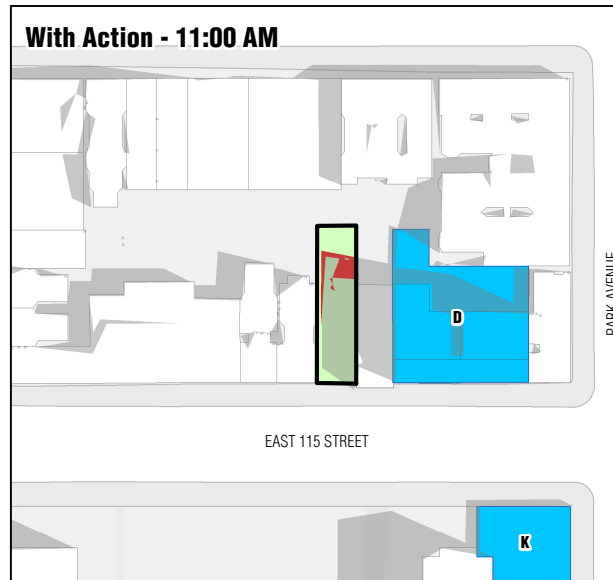 With Action - 11:00 AM
PARK AVENUE
D
EAST 115 STREET
K